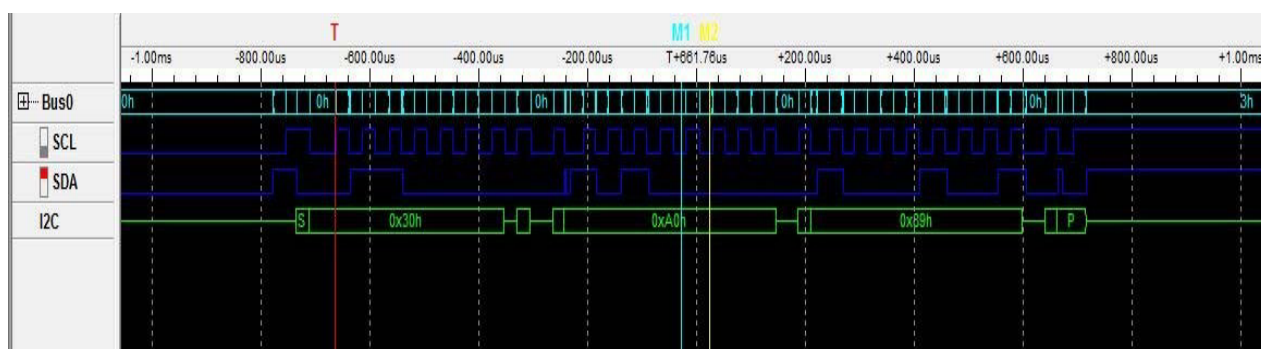 T M1 M2
-1.00ms -800.00us -600.00us -400.00us -200.00us T+661.76us +200.00us +400.00us +600.00us +800.00us +1.00ms
Bus0 0h 0h 0h 0h 0h 3h
SCL
SDA
I2C S 0x30h 0xA0h 0x89h P